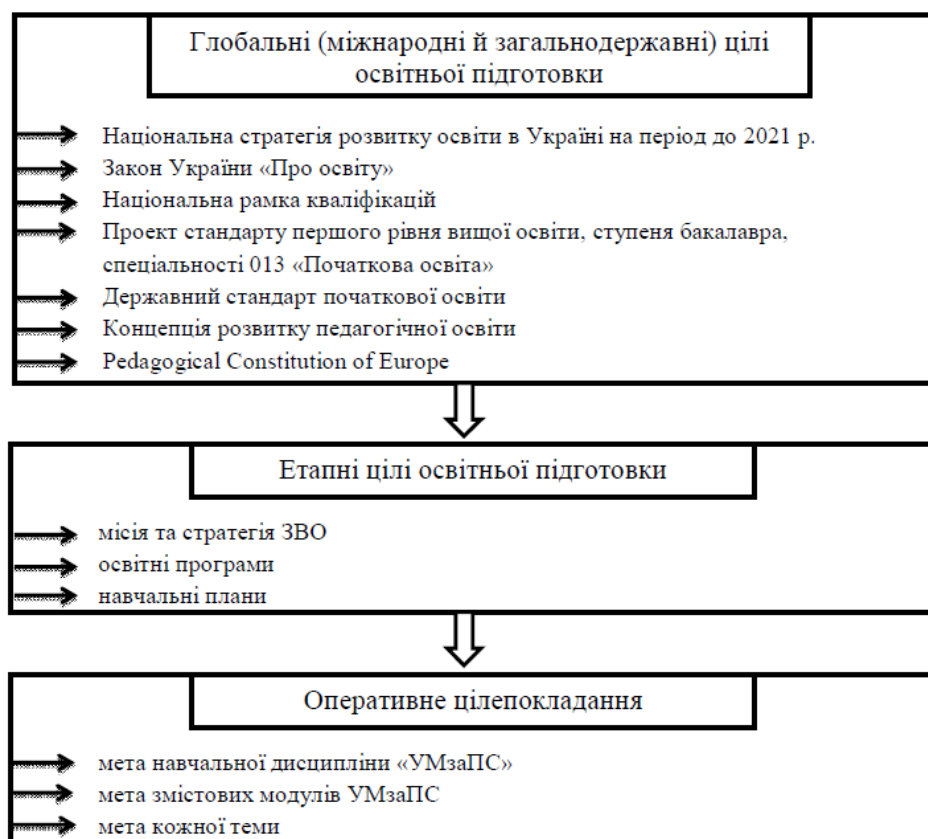 Глобальні (міжнародні й загальнодержавні) цілі
освітньої підготовки
Національна стратегія розвитку освіти в Україні на період до 2021 р.
Закон України «Про освіту»
Національна рамка кваліфікацій
Проект стандарту першого рівня вищої освіти, ступеня бакалавра,
спеціальності 013 «Початкова освіта»
Державний стандарт початкової освіти
Концепція розвитку педагогічної освіти
Pedagogical Constitution of Europe
Етапні цілі освітньої підготовки
місія та стратегія ЗВО
освітні програми
навчальні плани
Оперативне цілепокладання
мета навчальної дисципліни «УМзаПС»
мета змістових модулів УМзаПС
мета кожної теми